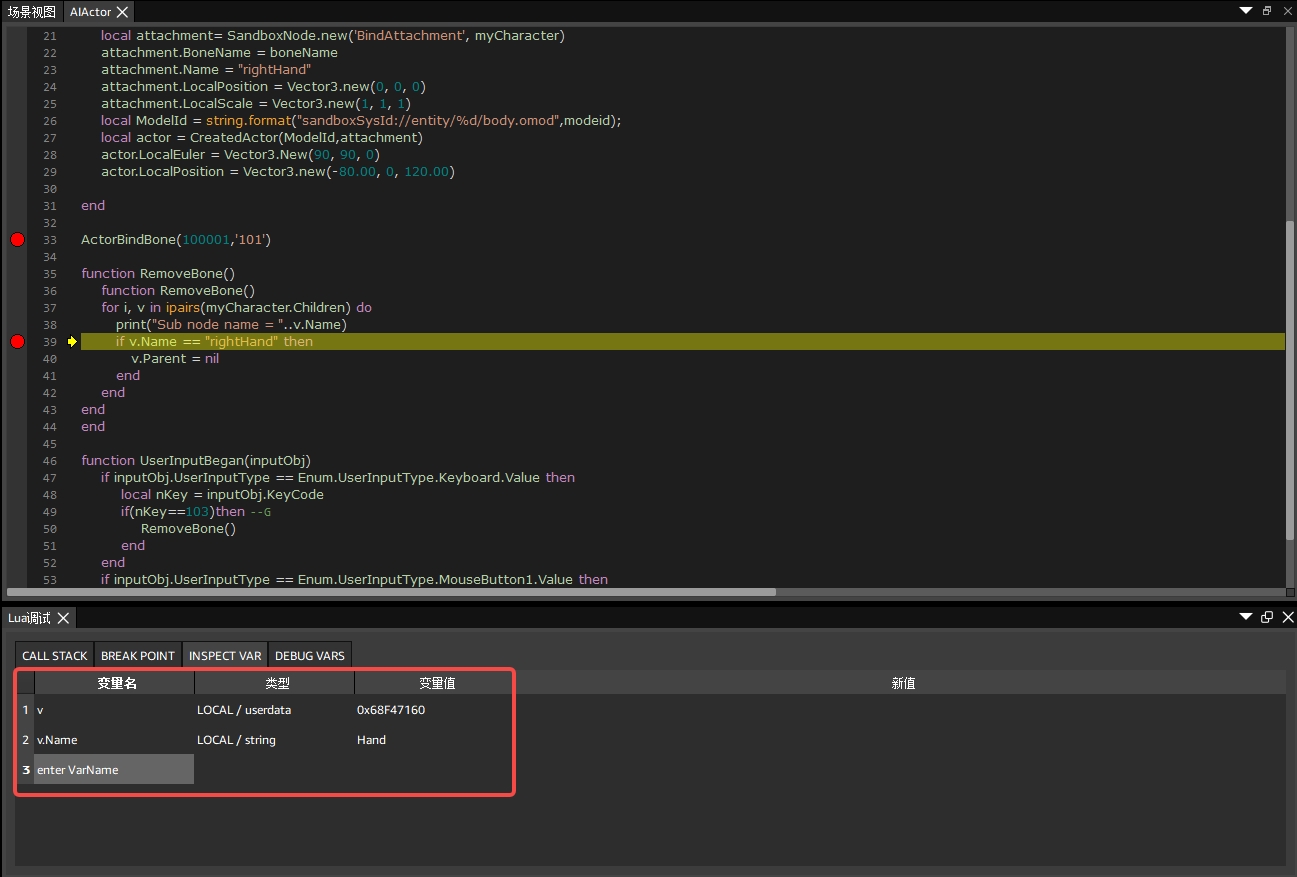 场景视图 AIActor
21 local attachment= SandboxNode.new('BindAttachment', myCharacter)
22 attachment.BoneName = boneName
23 attachment.Name = "rightHand"
24 attachment.LocalPosition = Vector3.new(0, 0, 0)
25 attachment.LocalScale = Vector3.new(1, 1, 1)
26 local ModelId = string.format("sandboxSysId://entity/%d/body.omod",modeid);
27 local actor = CreatedActor(ModelId,attachment)
28 actor.LocalEuler = Vector3.New(90, 90, 0)
29 actor.LocalPosition = Vector3.new(-80.00, 0, 120.00)
30
31 end
32
33 ActorBindBone(100001,'101')
34
35 function RemoveBone()
36 function RemoveBone()
37 for i, v in ipairs(myCharacter.Children) do
38 print("Sub node name = "..v.Name)
39 if v.Name == "rightHand" then
40 v.Parent = nil
41 end
42 end
43 end
44 end
45
46 function UserInputBegan(inputObj)
47 if inputObj.UserInputType == Enum.UserInputType.Keyboard.Value then
48 local nKey = inputObj.KeyCode
49 if(nKey==103)then --G
50 RemoveBone()
51 end
52 end
53 if inputObj.UserInputType == Enum.UserInputType.MouseButton1.Value then
Lua调试
CALL STACK BREAK POINT INSPECT VAR DEBUG VARS
变量名 类型 变量值 新值
1 v LOCAL / userdata 0x68F47160
2 v.Name LOCAL / string Hand
3 enter VarName